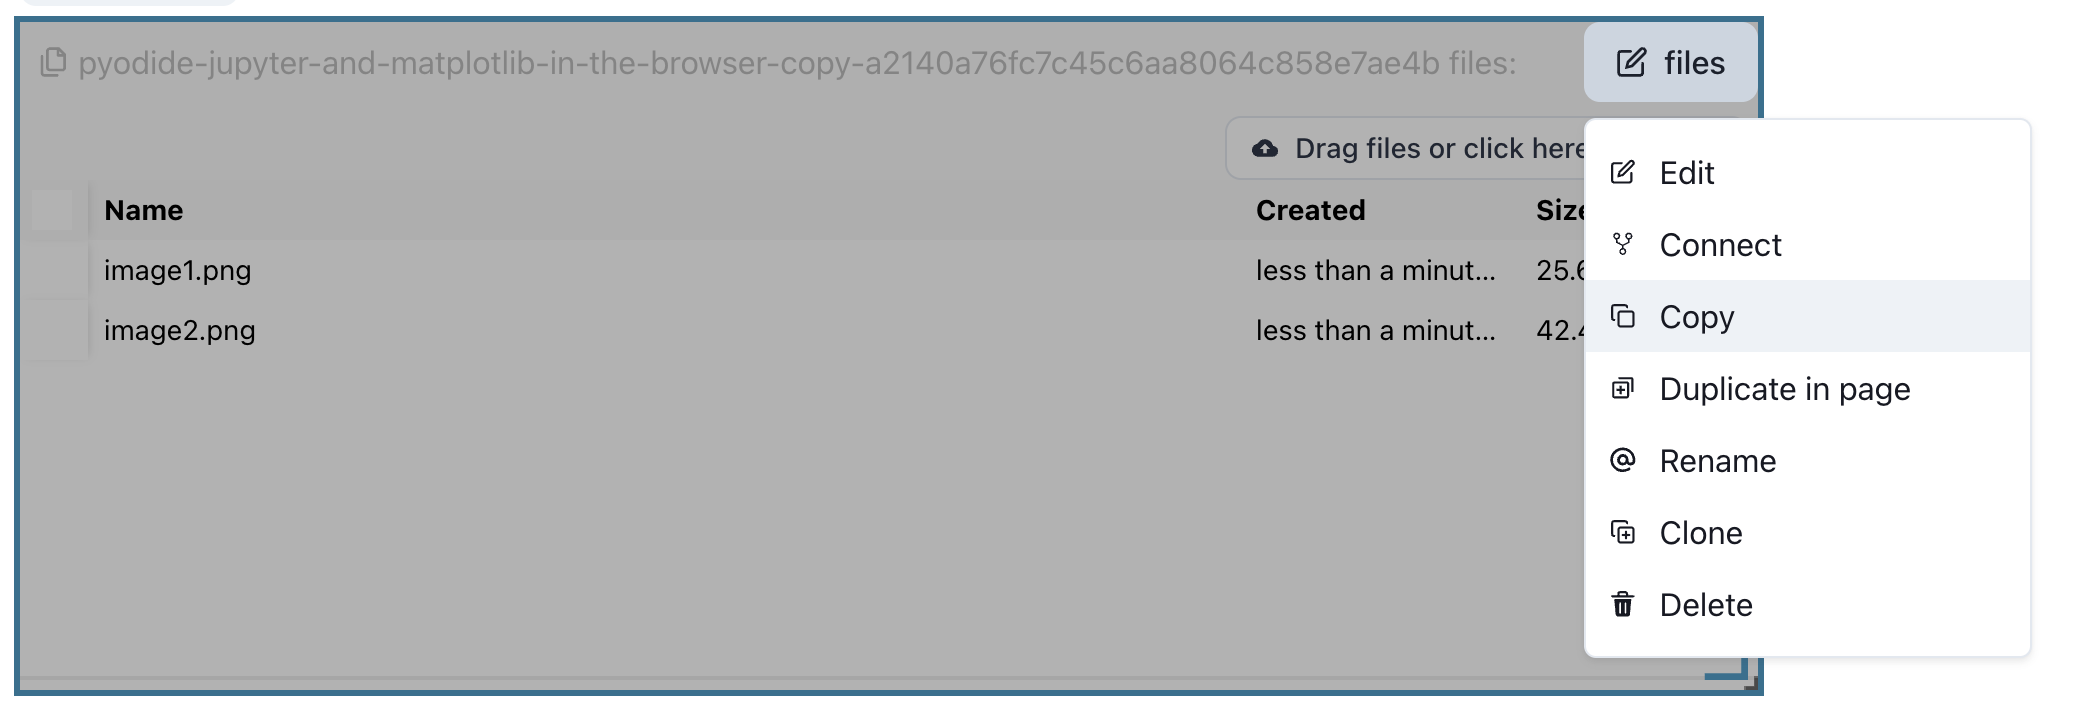 pyodide-jupyter-and-matplotlib-in-the-browser-copy-a2140a76fc7c45c6aa8064c858e7ae4b files:
files
Drag files or click here
Name Created Size
image1.png less than a minut... 25.6
image2.png less than a minut... 42.4
Edit
Connect
Copy
Duplicate in page
Rename
Clone
Delete